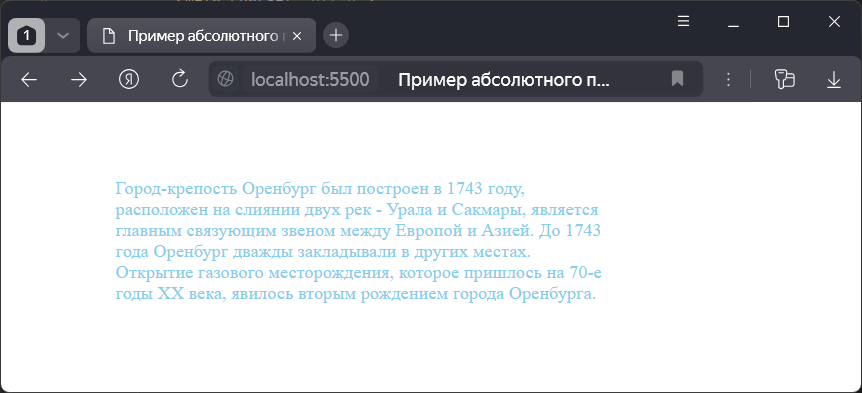 1
Пример абсолютного
localhost:5500 Пример абсолютного п...
Город-крепость Оренбург был построен в 1743 году,
расположен на слиянии двух рек - Урала и Сакмары, является
главным связующим звеном между Европой и Азией. До 1743
года Оренбург дважды закладывали в других местах.
Открытие газового месторождения, которое пришлось на 70-е
годы XX века, явилось вторым рождением города Оренбурга.